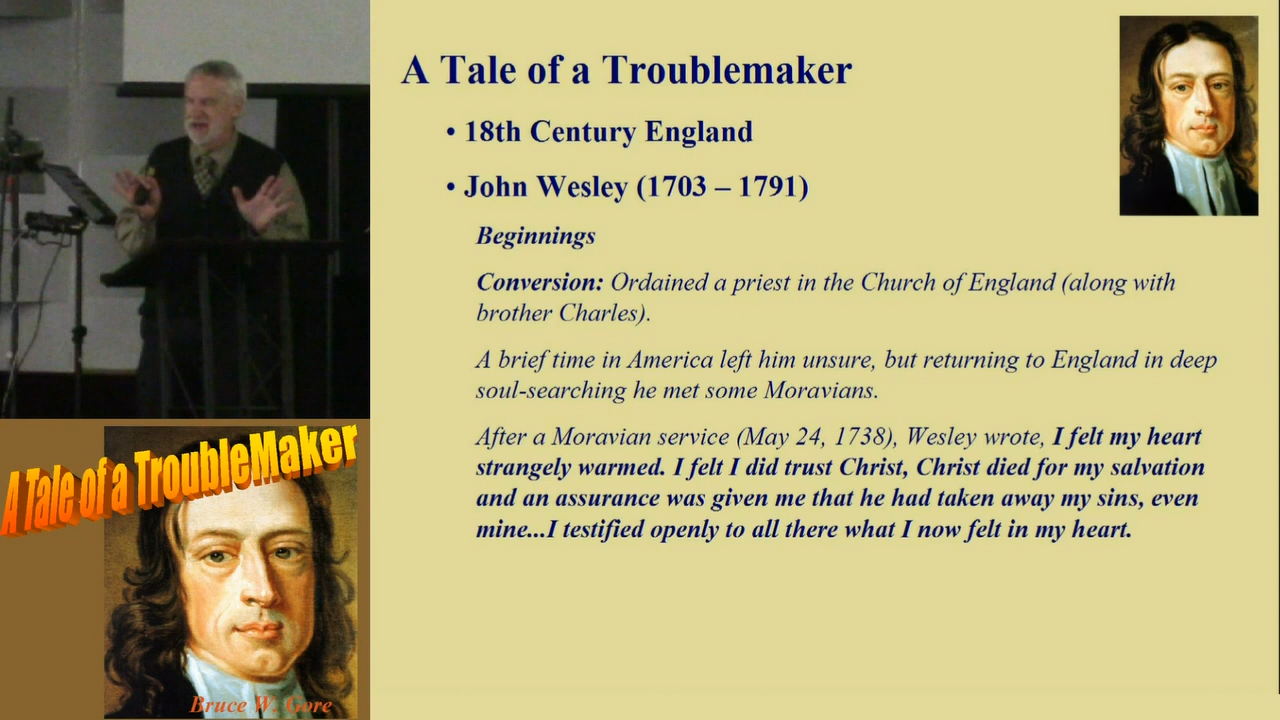 A Tale of a Troublemaker
• 18th Century England
• John Wesley (1703 – 1791)
Beginnings
Conversion: Ordained a priest in the Church of England (along with
brother Charles).
A brief time in America left him unsure, but returning to England in deep
soul-searching he met some Moravians.
After a Moravian service (May 24, 1738), Wesley wrote, I felt my heart
strangely warmed. I felt I did trust Christ, Christ died for my salvation
and an assurance was given me that he had taken away my sins, even
mine...I testified openly to all there what I now felt in my heart.
A Tale of a TroubleMaker
Bruce W. Gore